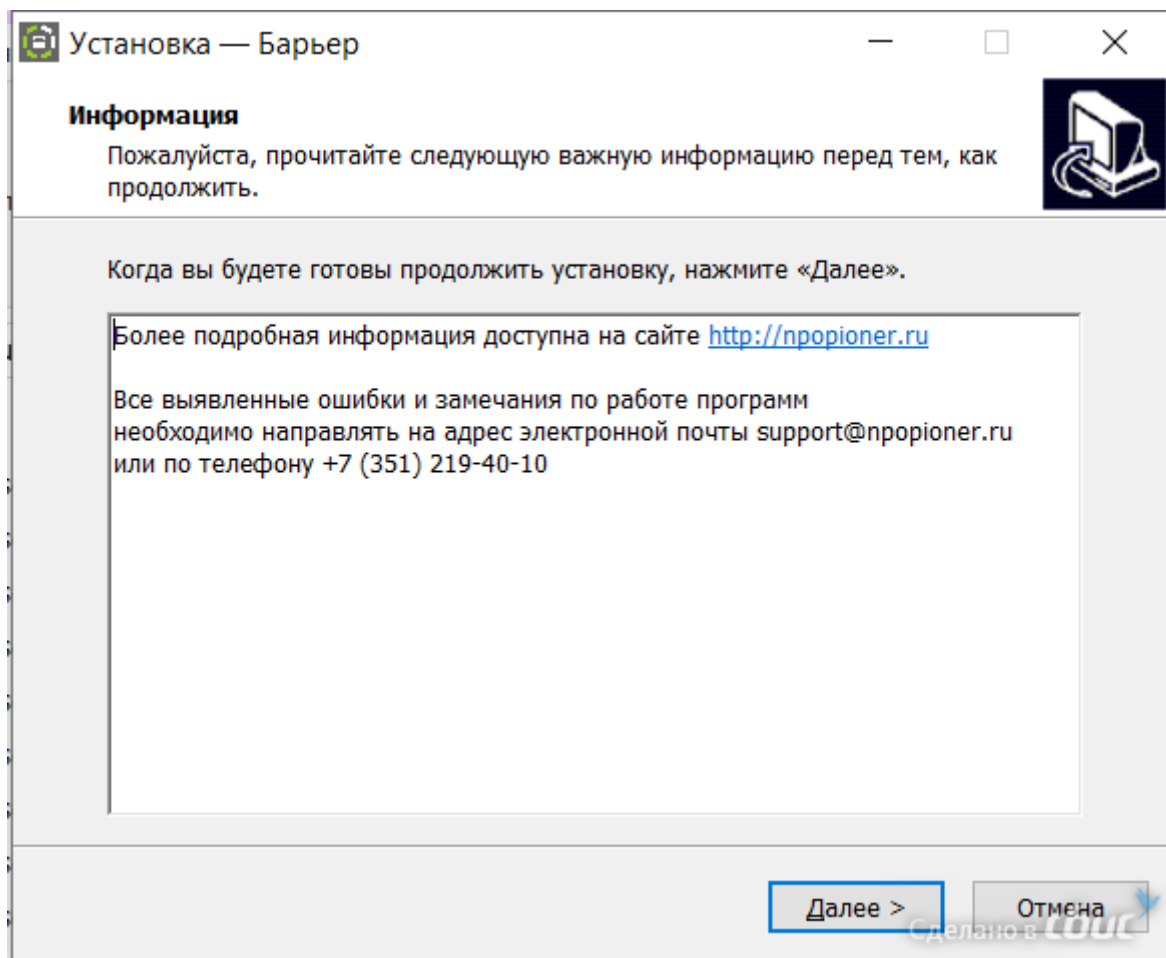 Установка — Барьер
Информация
Пожалуйста, прочитайте следующую важную информацию перед тем, как
продолжить.
Когда вы будете готовы продолжить установку, нажмите «Далее».
Более подробная информация доступна на сайте http://npopioner.ru
Все выявленные ошибки и замечания по работе программ
необходимо направлять на адрес электронной почты support@npopioner.ru
или по телефону +7 (351) 219-40-10
Далее >
Отмена
Сделано в